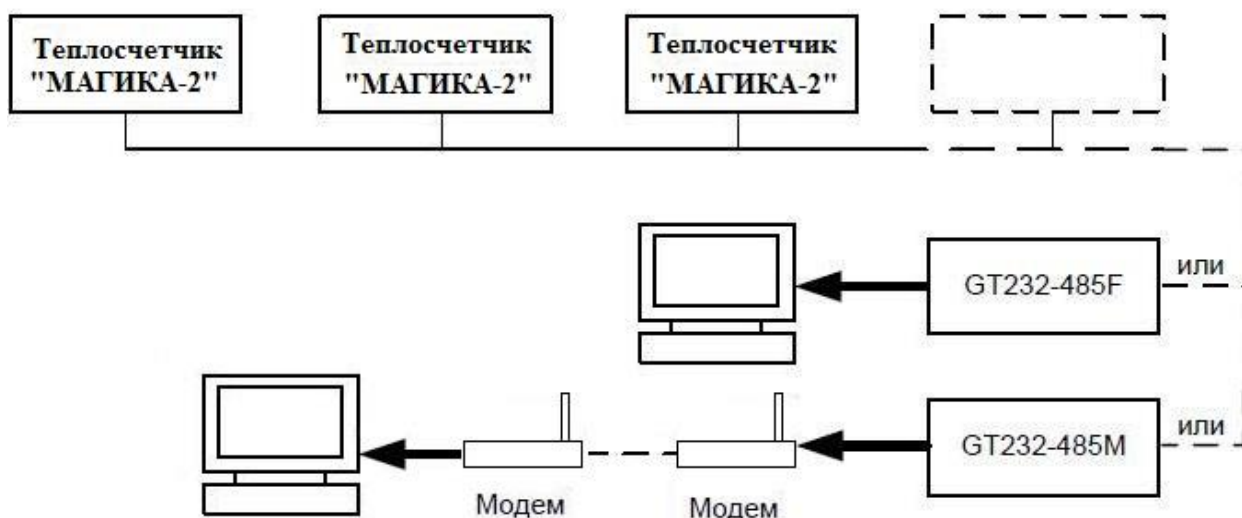 Теплосчетчик
"МАГИКА-2"
Теплосчетчик
"МАГИКА-2"
Теплосчетчик
"МАГИКА-2"
GT232-485F
или
GT232-485M
или
Модем
Модем